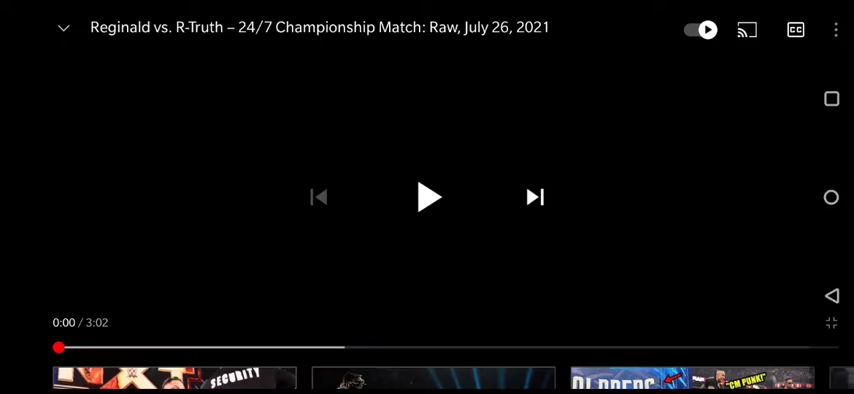 Reginald vs. R-Truth – 24/7 Championship Match: Raw, July 26, 2021
CC
0:00 / 3:02
SECURITY
"CM PUNK!"